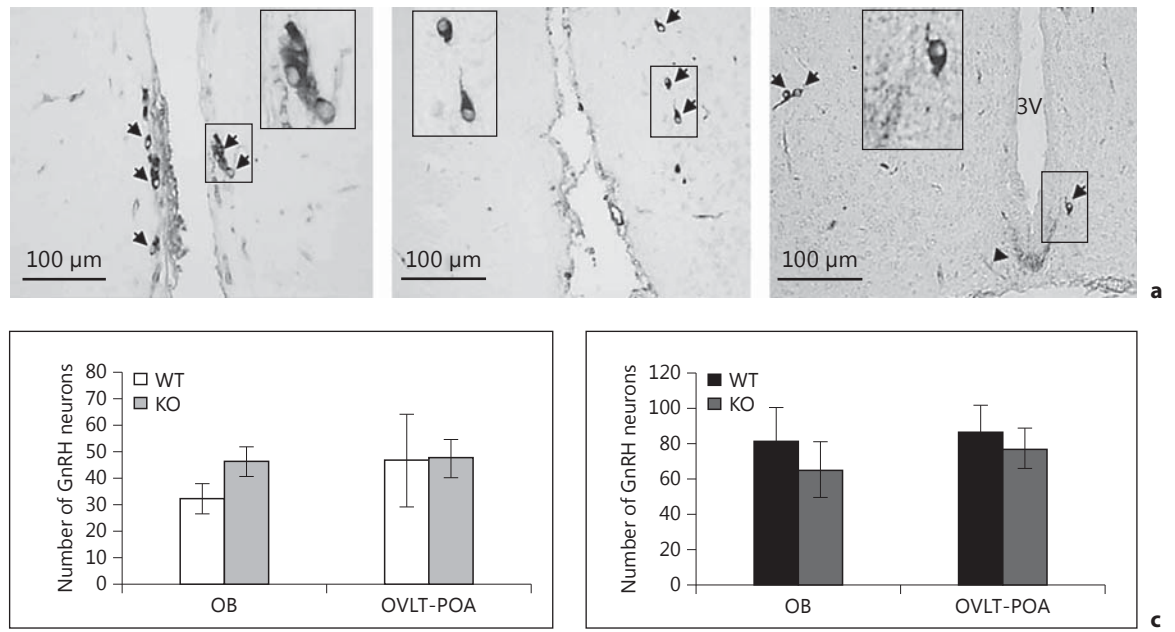 3V
100 µm
100 µm
100 µm
a
Number of GnRH neurons
80
70
60
50
40
30
20
10
0
WT
KO
OB
OVLT-POA
Number of GnRH neurons
120
100
80
60
40
20
0
WT
KO
OB
OVLT-POA
c